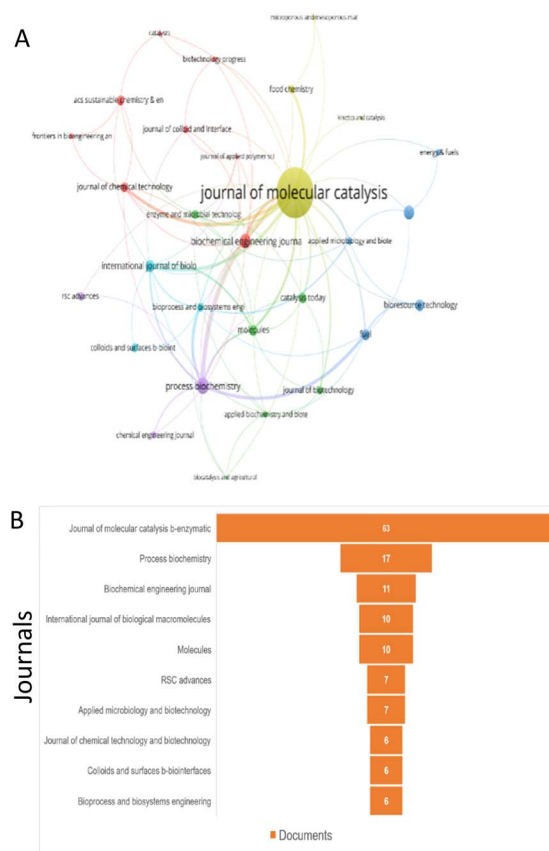 A
microporous and mesoporous mat
catalysts
biotechnology progress
food chemistry
acs sustainable chemistry & en
kinetics and catalysis
journal of colloid and interface
frontiers in bioengineering an
energy & fuels
journal of applied polymer sci
journal of chemical technology
journal of molecular catalysis
enzyme and microbial technolog
biochemical engineering journa
applied microbiology and biote
international journal of biolo
rsc advances
catalysis today
bioresource technology
bioprocess and biosystems engi
molecules
fuel
colloids and surfaces b-bioint
process biochemistry
journal of biotechnology
applied biochemistry and biote
chemical engineering journal
biocatalysis and agricultural
B
Journals
Journal of molecular catalysis b-enzymatic 63
Process biochemistry 17
Biochemical engineering journal 11
International journal of biological macromolecules 10
Molecules 10
RSC advances 7
Applied microbiology and biotechnology 7
Journal of chemical technology and biotechnology 6
Colloids and surfaces b-biointerfaces 6
Bioprocess and biosystems engineering 6
Documents